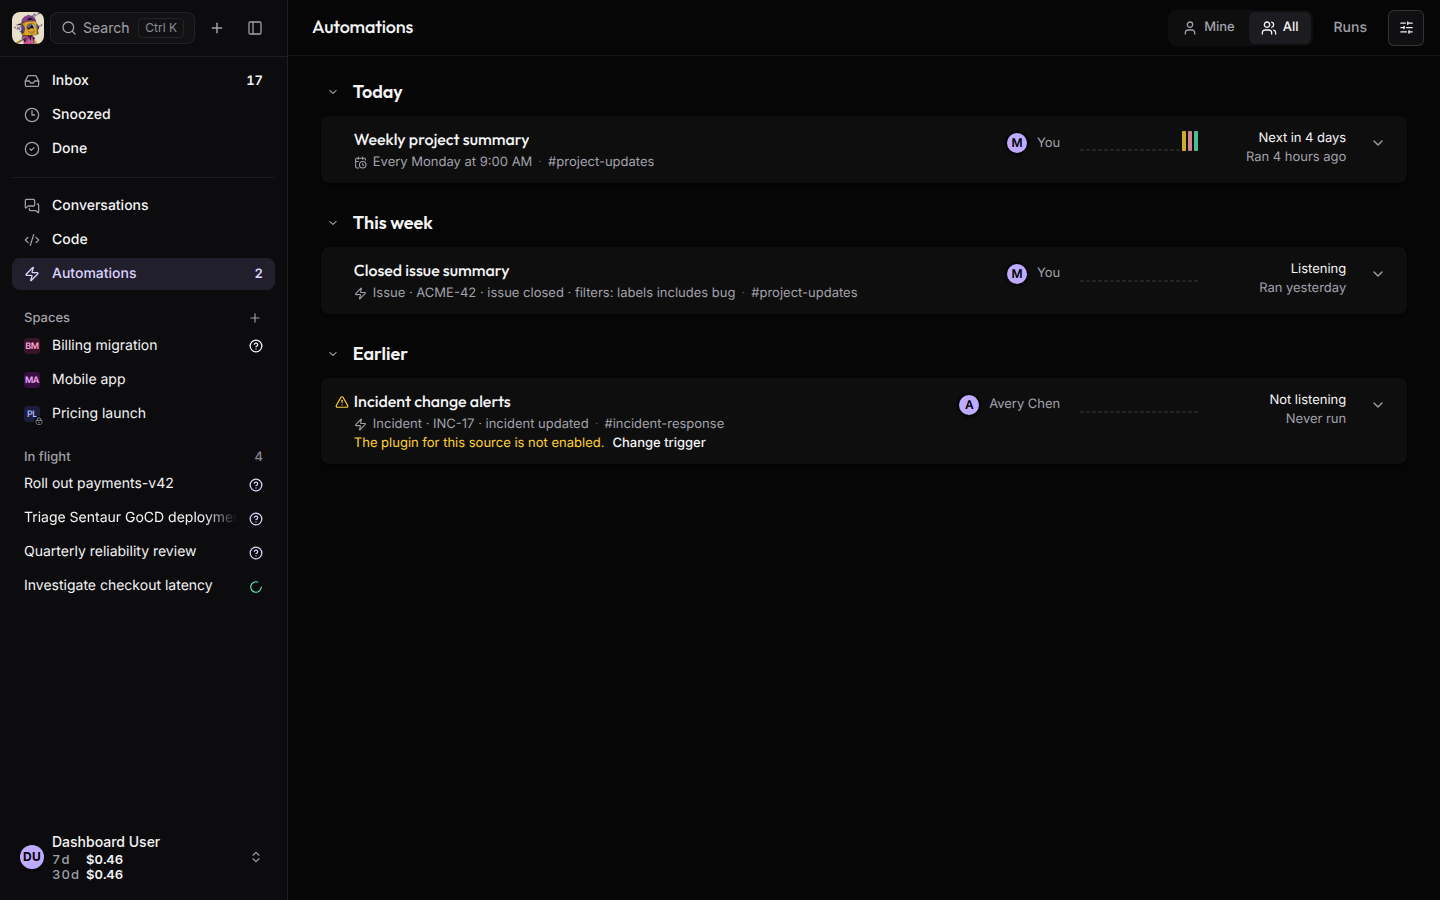 Search Ctrl K
Inbox 17
Snoozed
Done
Conversations
Code
Automations 2
Spaces
BM Billing migration
MA Mobile app
PL Pricing launch
In flight 4
Roll out payments-v42
Triage Sentaur GoCD deployme
Quarterly reliability review
Investigate checkout latency
DU Dashboard User
7d $0.46
30d $0.46
Automations
Mine All Runs
Today
Weekly project summary
Every Monday at 9:00 AM · #project-updates
M You
Next in 4 days
Ran 4 hours ago
This week
Closed issue summary
Issue · ACME-42 · issue closed · filters: labels includes bug · #project-updates
M You
Listening
Ran yesterday
Earlier
Incident change alerts
Incident · INC-17 · incident updated · #incident-response
The plugin for this source is not enabled. Change trigger
A Avery Chen
Not listening
Never run